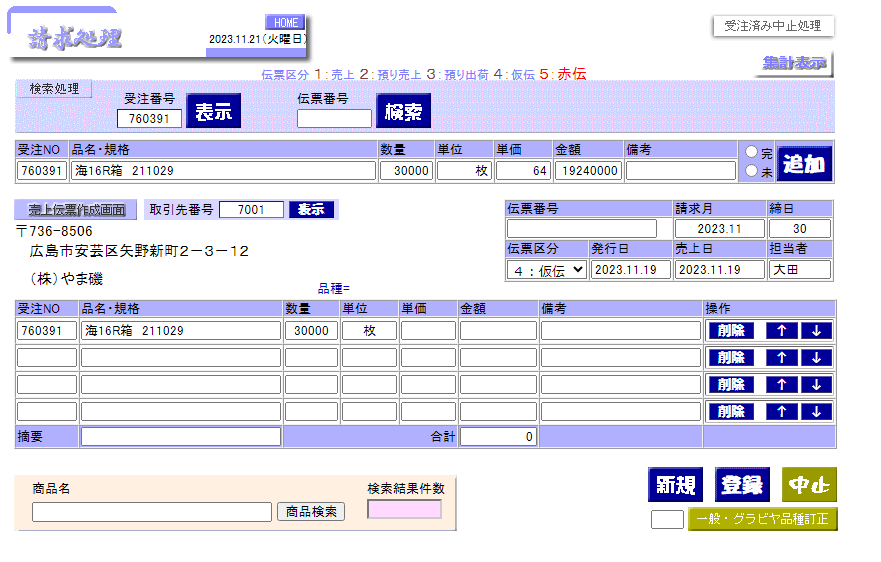 HOME
請求処理
2023.11.21(火曜日)
受注済み中止処理
集計表示
伝票区分 1:売上 2:預り売上 3:預り出荷 4:仮伝 5:赤伝
検索処理
受注番号 伝票番号
760391 表示 検索
受注NO 品名・規格 数量 単位 単価 金額 備考 完
760391 海16R箱 211029 30000 枚 64 19240000 未 追加
売上伝票作成画面 取引先番号 7001 表示
〒736-8506
広島市安芸区矢野新町2-3-12
(株)やま磯
品種=
伝票番号 請求月 締日
2023.11 30
伝票区分 発行日 売上日 担当者
4:仮伝 2023.11.19 2023.11.19 大田
受注NO 品名・規格 数量 単位 単価 金額 備考 操作
760391 海16R箱 211029 30000 枚 削除 ↑ ↓
削除 ↑ ↓
削除 ↑ ↓
削除 ↑ ↓
摘要 合計 0
商品名 検索結果件数
商品検索
新規 登録 中止
一般・グラビヤ品種訂正